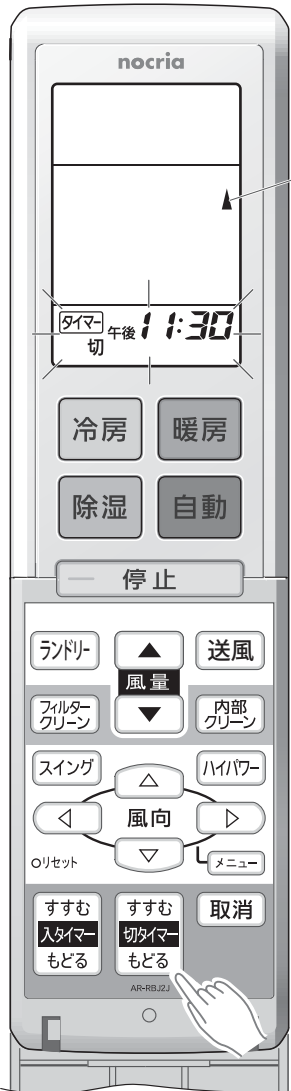 nocria
タイマー 午後 11:30
切
冷房 暖房
除湿 自動
停止
ランドリー ▲ 送風
風量
フィルター
クリーン ▼ 内部
クリーン
スイング △ ハイパワー
◁ 風向 ▷
リセット ▽ メニュー
すすむ すすむ 取消
入タイマー 切タイマー
もどる もどる
AR-RBJ2J